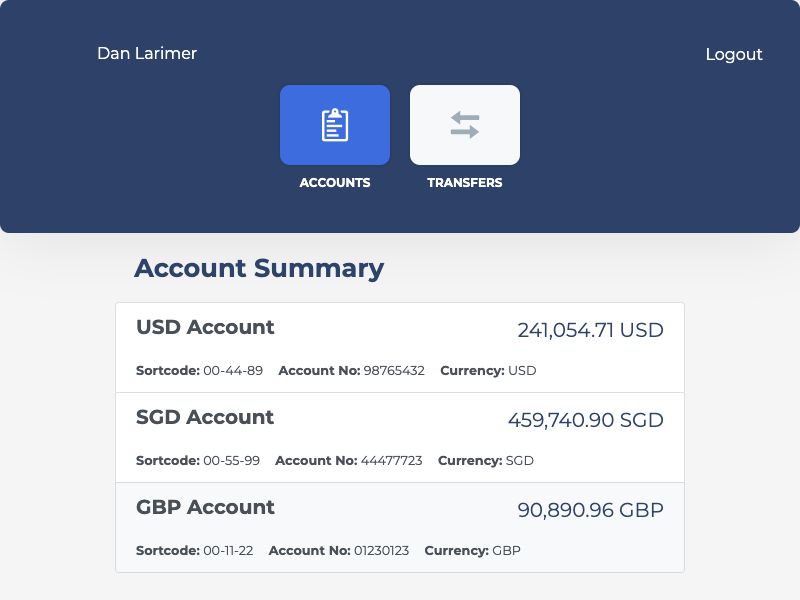 Dan Larimer
Logout
ACCOUNTS
TRANSFERS
Account Summary
USD Account
241,054.71 USD
Sortcode: 00-44-89 Account No: 98765432 Currency: USD
SGD Account
459,740.90 SGD
Sortcode: 00-55-99 Account No: 44477723 Currency: SGD
GBP Account
90,890.96 GBP
Sortcode: 00-11-22 Account No: 01230123 Currency: GBP